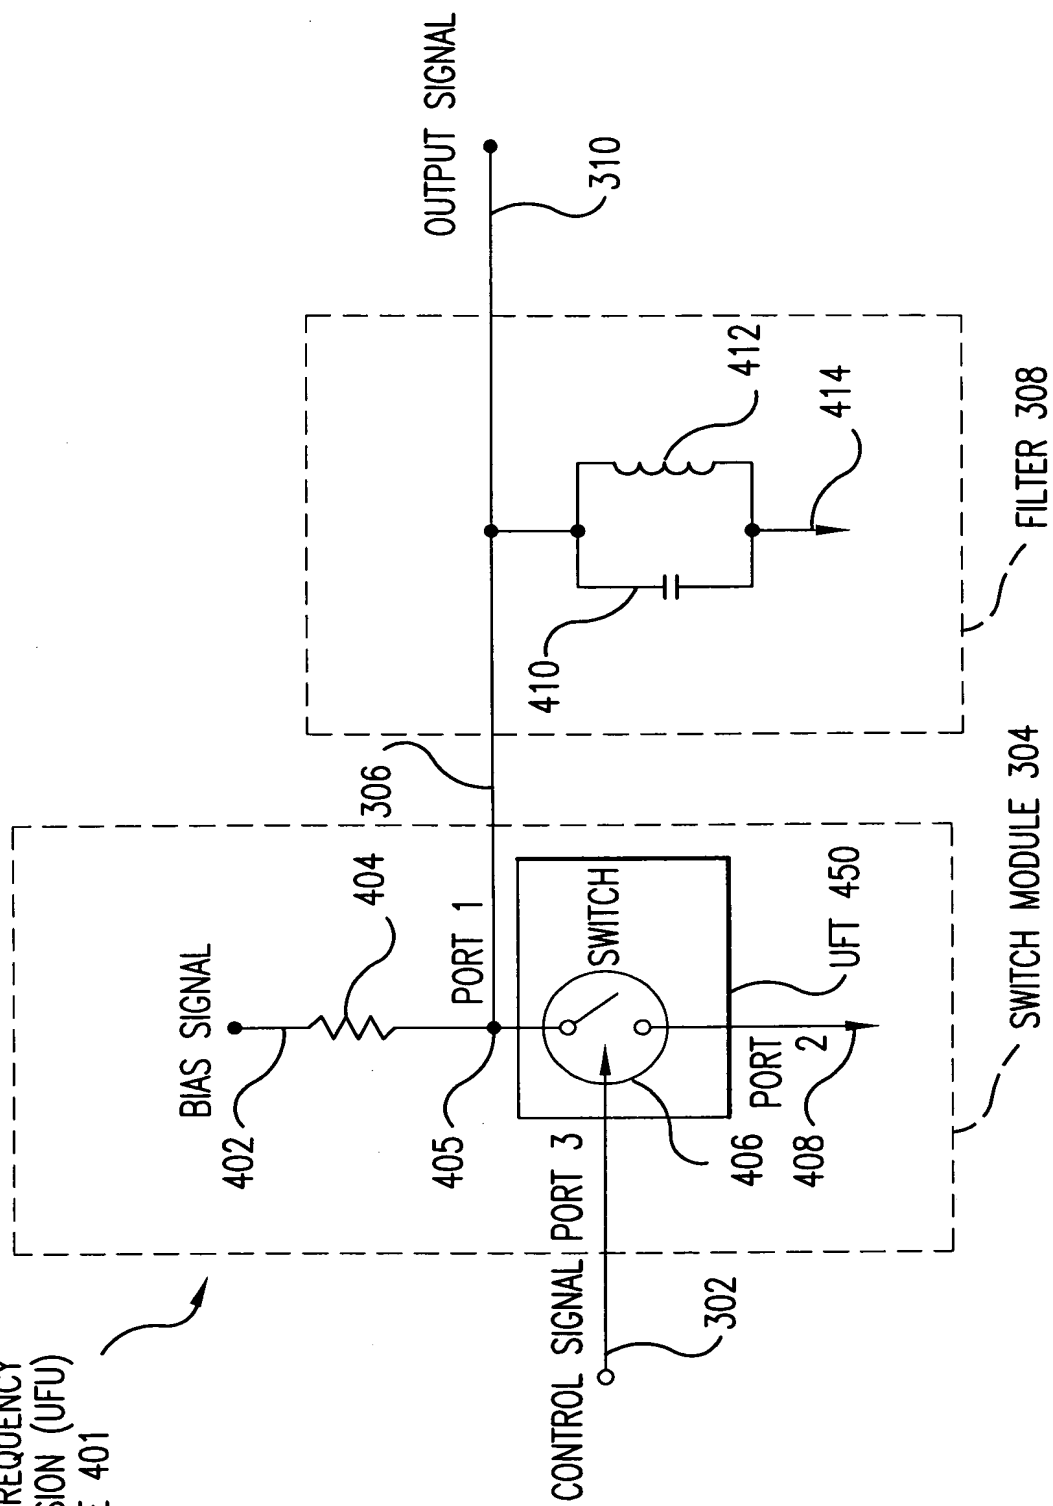 REQUENCY
SION (UFU)
401
BIAS SIGNAL
402
404
405
PORT 1
306
SWITCH
406
PORT
2
408
UFT 450
CONTROL SIGNAL PORT 3
302
SWITCH MODULE 304
410
412
414
FILTER 308
OUTPUT SIGNAL
310